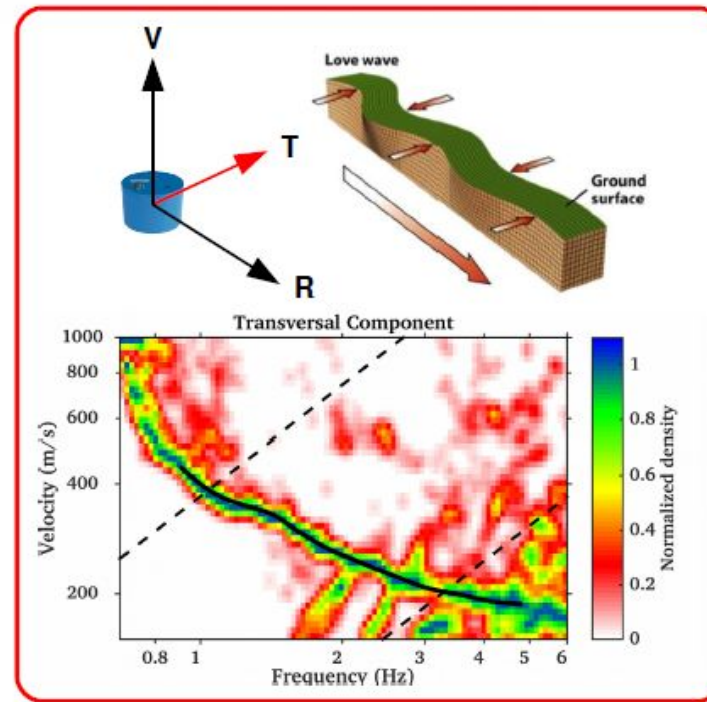 V
T
R
Love wave
Ground
surface
Transversal Component
1000
800
600
400
200
Velocity (m/s)
0.8 1 2 3 4 5 6
Frequency (Hz)
1
0.8
0.6
0.4
0.2
0
Normalized density